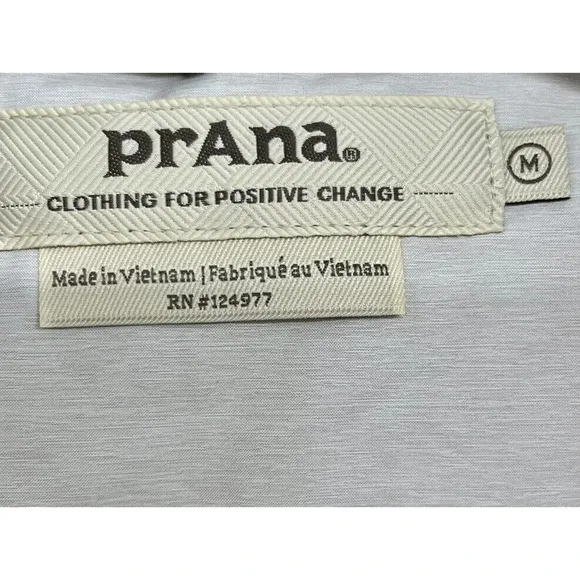 prAna®
CLOTHING FOR POSITIVE CHANGE
M
Made in Vietnam | Fabriqué au Vietnam
RN #124977